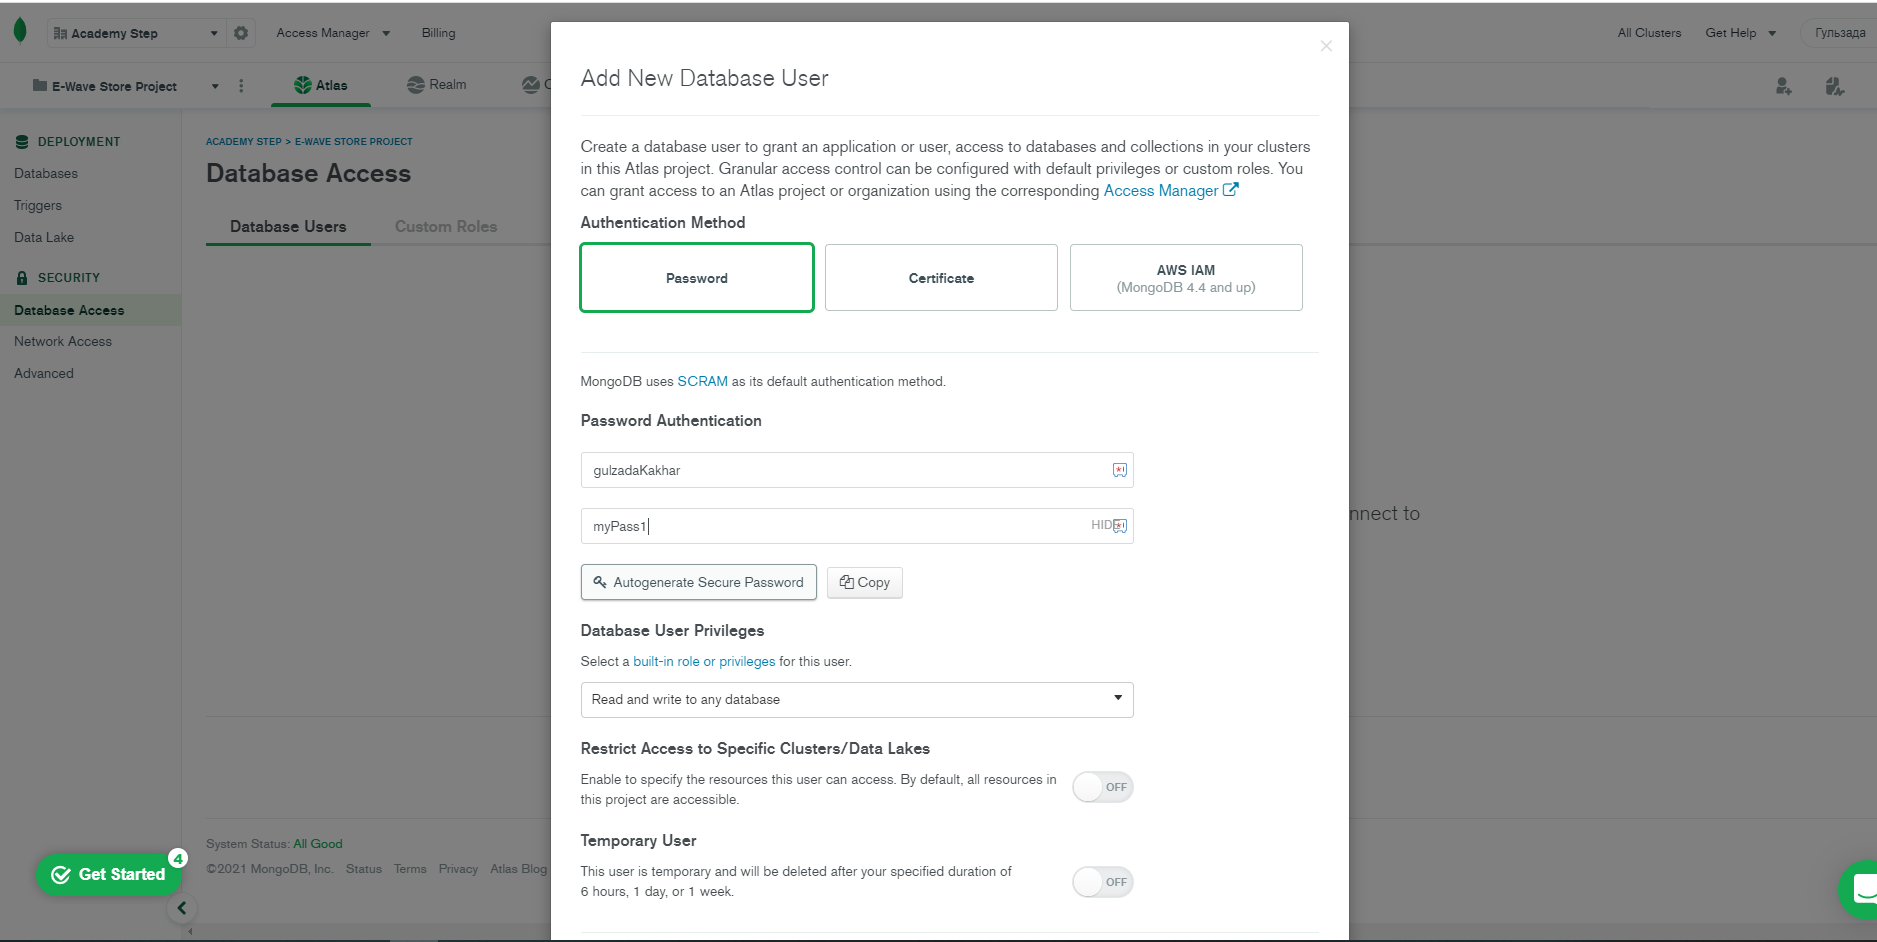 Academy Step
Access Manager
Billing
All Clusters
Get Help
Гульзада
E-Wave Store Project
Atlas
Realm
DEPLOYMENT
Databases
Triggers
Data Lake
SECURITY
Database Access
Network Access
Advanced
ACADEMY STEP > E-WAVE STORE PROJECT
Database Access
Database Users
Custom Roles
nnect to
System Status: All Good
©2021 MongoDB, Inc. Status Terms Privacy Atlas Blog
Get Started
4
×
Add New Database User
Create a database user to grant an application or user, access to databases and collections in your clusters
in this Atlas project. Granular access control can be configured with default privileges or custom roles. You
can grant access to an Atlas project or organization using the corresponding Access Manager
Authentication Method
Password
Certificate
AWS IAM
(MongoDB 4.4 and up)
MongoDB uses SCRAM as its default authentication method.
Password Authentication
gulzadaKakhar
myPass1
HIDE
Autogenerate Secure Password
Copy
Database User Privileges
Select a built-in role or privileges for this user.
Read and write to any database
Restrict Access to Specific Clusters/Data Lakes
Enable to specify the resources this user can access. By default, all resources in
this project are accessible.
OFF
Temporary User
This user is temporary and will be deleted after your specified duration of
6 hours, 1 day, or 1 week.
OFF